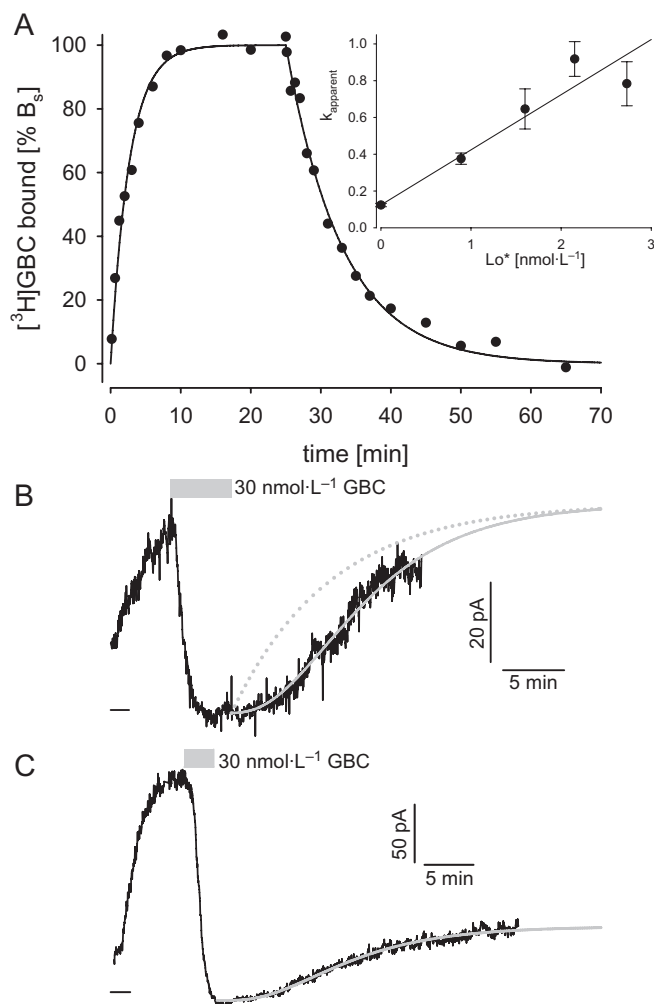 A
[³H]GBC bound [% Bₛ]
100
80
60
40
20
0
0 10 20 30 40 50 60 70
time [min]
k_apparent
1.0
0.8
0.6
0.4
0.2
0.0
0 1 2 3
Lo* [nmol·L⁻¹]
B
30 nmol·L⁻¹ GBC
20 pA
5 min
C
30 nmol·L⁻¹ GBC
50 pA
5 min